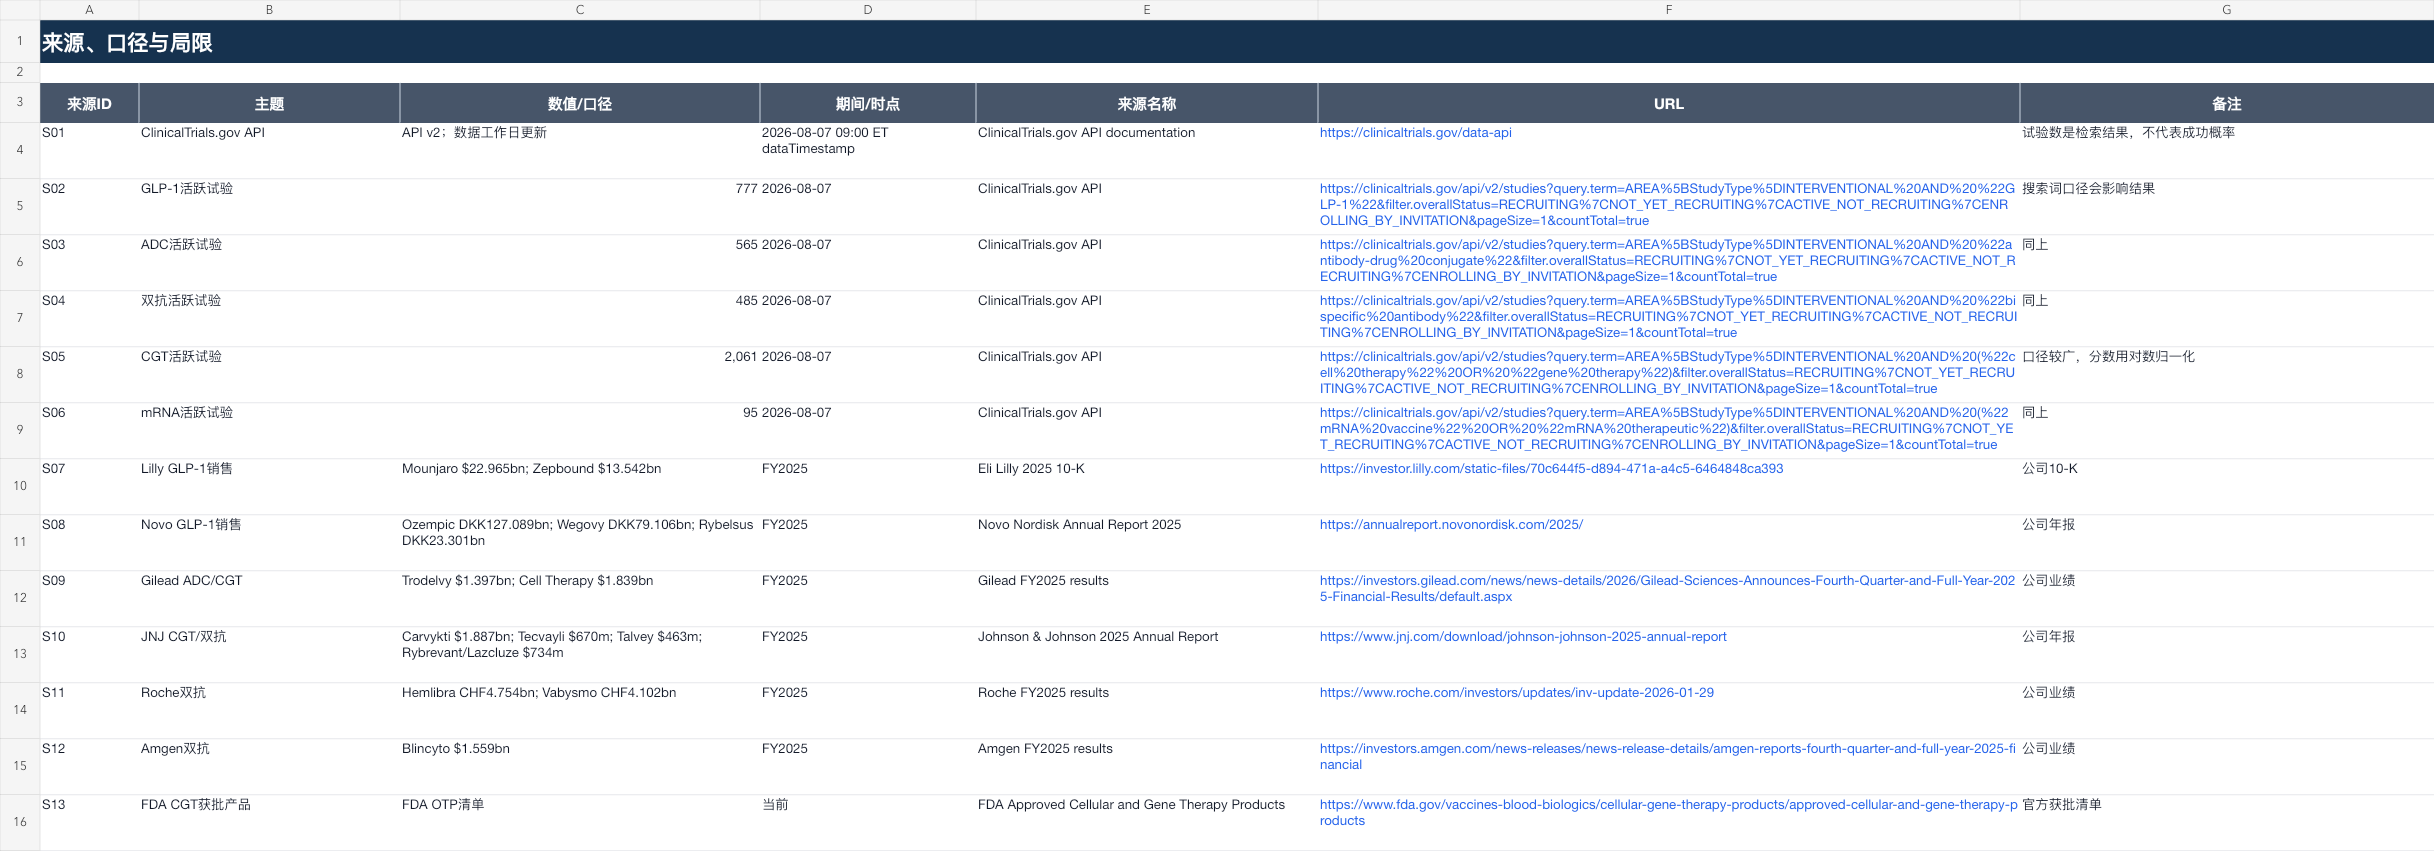 A B C D E F G
1 来源、口径与局限
2
3 来源ID 主题 数值/口径 期间/时点 来源名称 URL 备注
4 S01 ClinicalTrials.gov API API v2；数据工作日更新 2026-08-07 09:00 ET ClinicalTrials.gov API documentation https://clinicaltrials.gov/data-api 试验数是检索结果，不代表成功概率
dataTimestamp
5 S02 GLP-1活跃试验 777 2026-08-07 ClinicalTrials.gov API https://clinicaltrials.gov/api/v2/studies?query.term=AREA%5BStudyType%5DINTERVENTIONAL%20AND%20%22G 搜索词口径会影响结果
LP-1%22&filter.overallStatus=RECRUITING%7CNOT_YET_RECRUITING%7CACTIVE_NOT_RECRUITING%7CENR
OLLING_BY_INVITATION&pageSize=1&countTotal=true
6 S03 ADC活跃试验 565 2026-08-07 ClinicalTrials.gov API https://clinicaltrials.gov/api/v2/studies?query.term=AREA%5BStudyType%5DINTERVENTIONAL%20AND%20%22a 同上
ntibody-drug%20conjugate%22&filter.overallStatus=RECRUITING%7CNOT_YET_RECRUITING%7CACTIVE_NOT_R
ECRUITING%7CENROLLING_BY_INVITATION&pageSize=1&countTotal=true
7 S04 双抗活跃试验 485 2026-08-07 ClinicalTrials.gov API https://clinicaltrials.gov/api/v2/studies?query.term=AREA%5BStudyType%5DINTERVENTIONAL%20AND%20%22bi 同上
specific%20antibody%22&filter.overallStatus=RECRUITING%7CNOT_YET_RECRUITING%7CACTIVE_NOT_RECRUI
TING%7CENROLLING_BY_INVITATION&pageSize=1&countTotal=true
8 S05 CGT活跃试验 2,061 2026-08-07 ClinicalTrials.gov API https://clinicaltrials.gov/api/v2/studies?query.term=AREA%5BStudyType%5DINTERVENTIONAL%20AND%20(%22c 口径较广，分数用对数归一化
ell%20therapy%22%20OR%20%22gene%20therapy%22)&filter.overallStatus=RECRUITING%7CNOT_YET_RECRU
ITING%7CACTIVE_NOT_RECRUITING%7CENROLLING_BY_INVITATION&pageSize=1&countTotal=true
9 S06 mRNA活跃试验 95 2026-08-07 ClinicalTrials.gov API https://clinicaltrials.gov/api/v2/studies?query.term=AREA%5BStudyType%5DINTERVENTIONAL%20AND%20(%22 同上
mRNA%20vaccine%22%20OR%20%22mRNA%20therapeutic%22)&filter.overallStatus=RECRUITING%7CNOT_YE
T_RECRUITING%7CACTIVE_NOT_RECRUITING%7CENROLLING_BY_INVITATION&pageSize=1&countTotal=true
10 S07 Lilly GLP-1销售 Mounjaro $22.965bn; Zepbound $13.542bn FY2025 Eli Lilly 2025 10-K https://investor.lilly.com/static-files/70c644f5-d894-471a-a4c5-6464848ca393 公司10-K
11 S08 Novo GLP-1销售 Ozempic DKK127.089bn; Wegovy DKK79.106bn; Rybelsus FY2025 Novo Nordisk Annual Report 2025 https://annualreport.novonordisk.com/2025/ 公司年报
DKK23.301bn
12 S09 Gilead ADC/CGT Trodelvy $1.397bn; Cell Therapy $1.839bn FY2025 Gilead FY2025 results https://investors.gilead.com/news/news-details/2026/Gilead-Sciences-Announces-Fourth-Quarter-and-Full-Year-202 公司业绩
5-Financial-Results/default.aspx
13 S10 JNJ CGT/双抗 Carvykti $1.887bn; Tecvayli $670m; Talvey $463m; FY2025 Johnson & Johnson 2025 Annual Report https://www.jnj.com/download/johnson-johnson-2025-annual-report 公司年报
Rybrevant/Lazcluze $734m
14 S11 Roche双抗 Hemlibra CHF4.754bn; Vabysmo CHF4.102bn FY2025 Roche FY2025 results https://www.roche.com/investors/updates/inv-update-2026-01-29 公司业绩
15 S12 Amgen双抗 Blincyto $1.559bn FY2025 Amgen FY2025 results https://investors.amgen.com/news-releases/news-release-details/amgen-reports-fourth-quarter-and-full-year-2025-fi 公司业绩
nancial
16 S13 FDA CGT获批产品 FDA OTP清单 当前 FDA Approved Cellular and Gene Therapy Products https://www.fda.gov/vaccines-blood-biologics/cellular-gene-therapy-products/approved-cellular-and-gene-therapy-p 官方获批清单
roducts